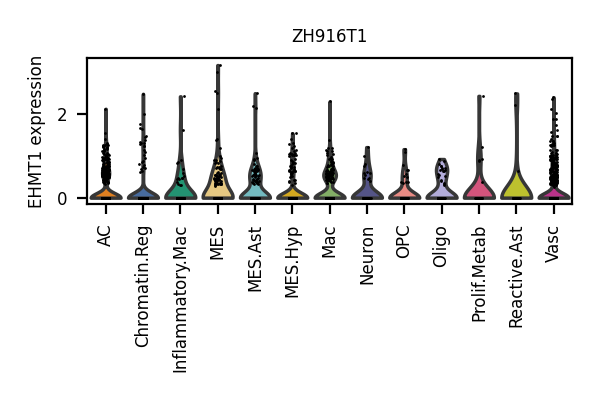 ZH916T1
EHMT1 expression
2
0
AC
Chromatin.Reg
Inflammatory.Mac
MES
MES.Ast
MES.Hyp
Mac
Neuron
OPC
Oligo
Prolif.Metab
Reactive.Ast
Vasc